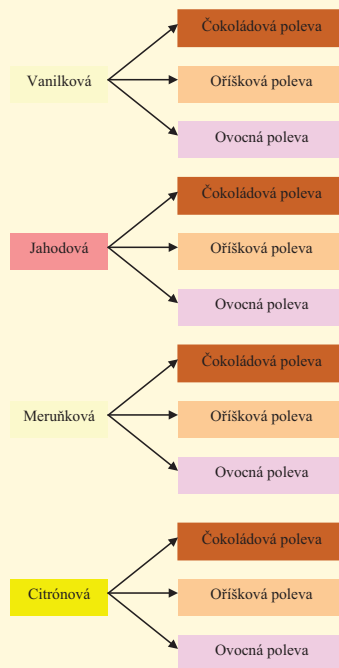 Čokoládová poleva
Vanilková
Oříšková poleva
Ovocná poleva
Čokoládová poleva
Jahodová
Oříšková poleva
Ovocná poleva
Čokoládová poleva
Meruňková
Oříšková poleva
Ovocná poleva
Čokoládová poleva
Citrónová
Oříšková poleva
Ovocná poleva